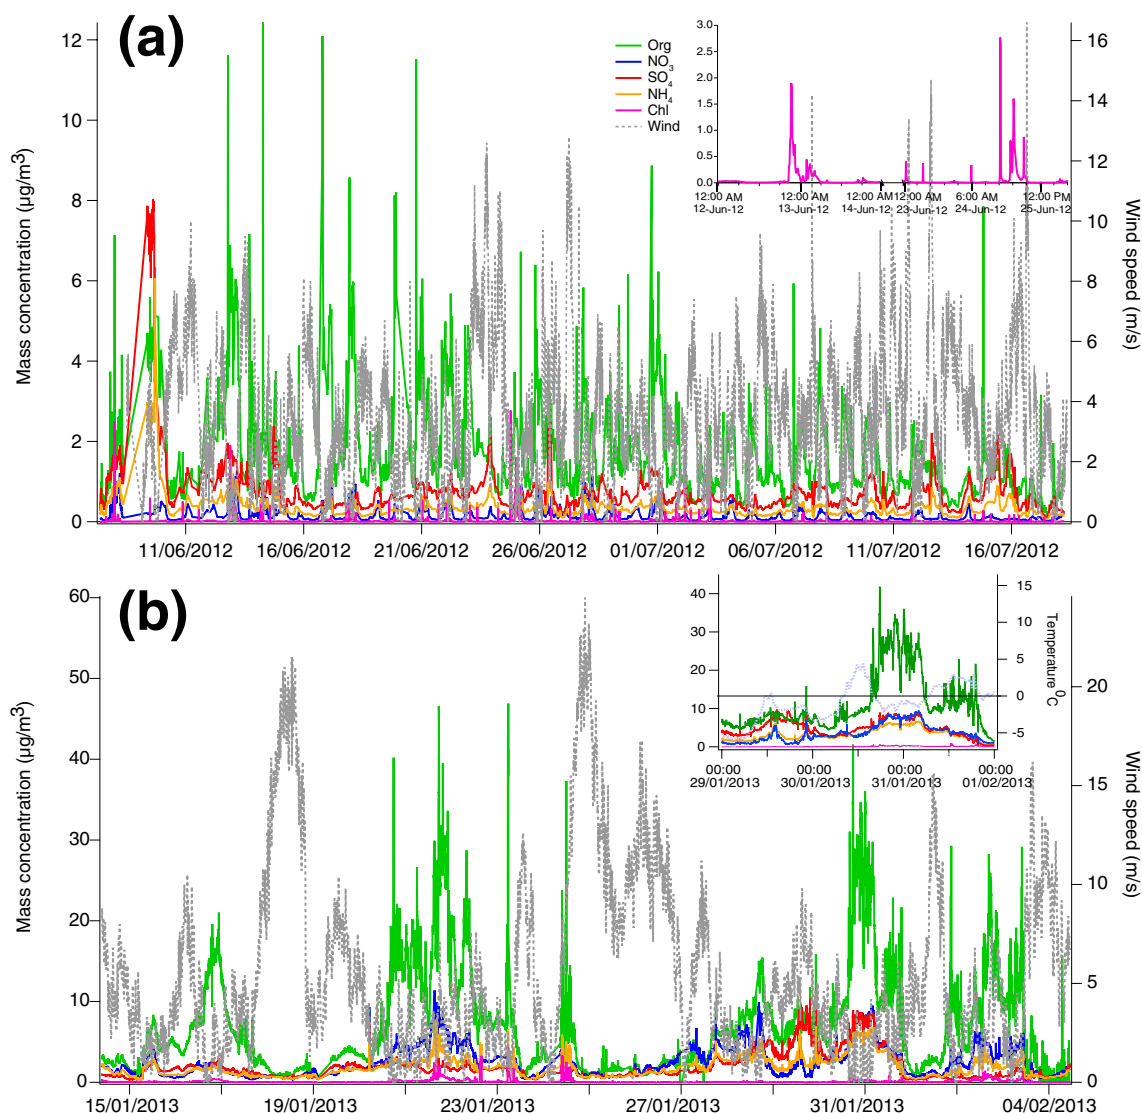 (a)
Mass concentration (µg/m³)
12
10
8
6
4
2
0
Org
NO₃
SO₄
NH₄
Chl
Wind
3.0
2.5
2.0
1.5
1.0
0.5
0.0
12:00 AM 12:00 AM 12:00 AM 12:00 AM 6:00 AM 12:00 PM
12-Jun-12 13-Jun-12 14-Jun-12 23-Jun-12 24-Jun-12 25-Jun-12
16
14
12
10
8
6
4
2
0
Wind speed (m/s)
11/06/2012 16/06/2012 21/06/2012 26/06/2012 01/07/2012 06/07/2012 11/07/2012 16/07/2012
(b)
Mass concentration (µg/m³)
60
50
40
30
20
10
0
40
30
20
10
0
15
10
5
0
-5
Temperature ⁰C
00:00 00:00 00:00 00:00
29/01/2013 30/01/2013 31/01/2013 01/02/2013
20
15
10
5
0
Wind speed (m/s)
15/01/2013 19/01/2013 23/01/2013 27/01/2013 31/01/2013 04/02/2013